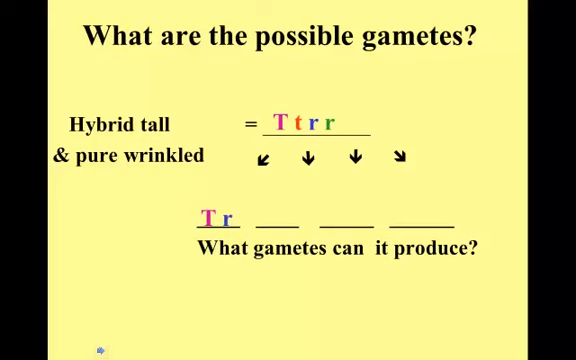 What are the possible gametes?
Hybrid tall = T t r r
& pure wrinkled
T r
What gametes can it produce?